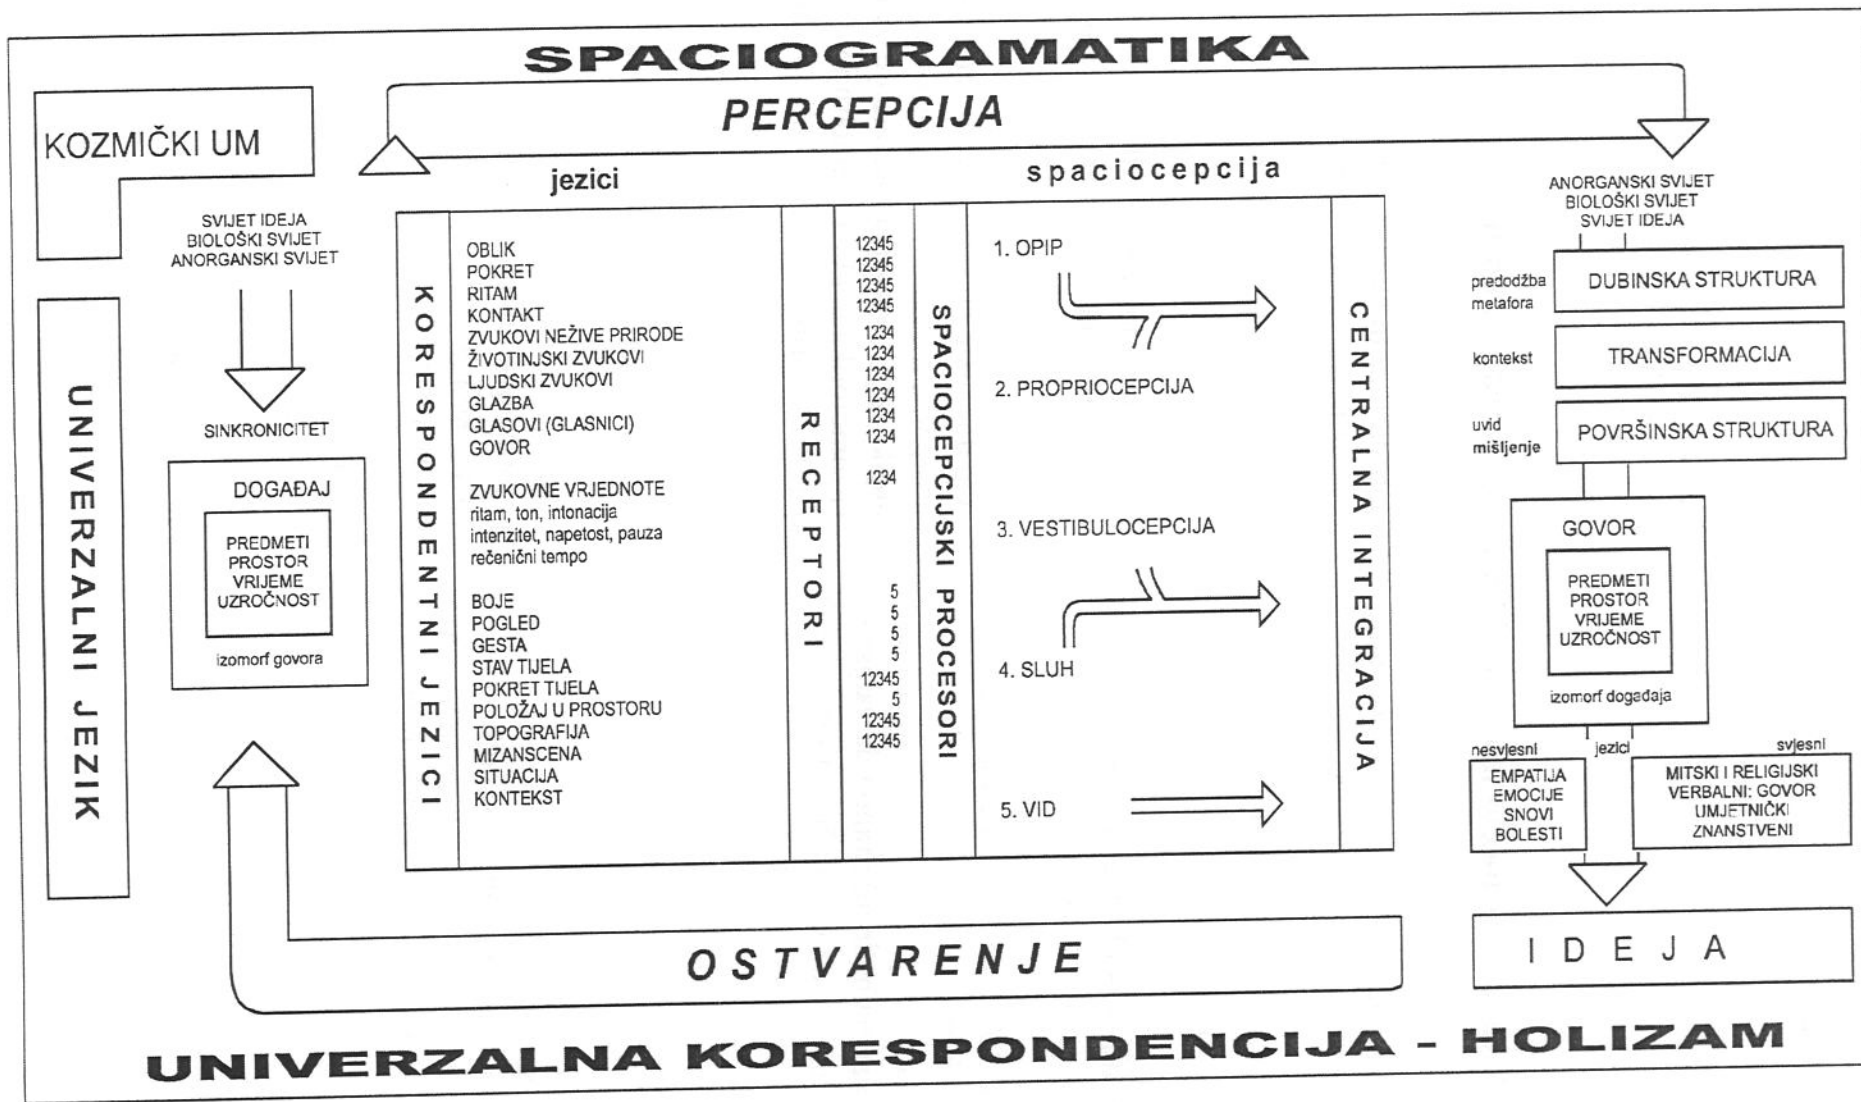 SPACIOGRAMATIKA
PERCEPCIJA
KOZMIČKI UM
jezici
spaciocepcija
SVIJET IDEJA
BIOLOŠKI SVIJET
ANORGANSKI SVIJET
SINKRONICITET
DOGAĐAJ
PREDMETI
PROSTOR
VRIJEME
UZROČNOST
izomorf govora
UNIVERZALNI JEZIK
KORESPONDENTNI JEZICI
OBLIK
POKRET
RITAM
KONTAKT
ZVUKOVI NEŽIVE PRIRODE
ŽIVOTINJSKI ZVUKOVI
LJUDSKI ZVUKOVI
GLAZBA
GLASOVI (GLASNICI)
GOVOR
ZVUKOVNE VRJEDNOTE
ritam, ton, intonacija
intenzitet, napetost, pauza
rečenični tempo
BOJE
POGLED
GESTA
STAV TIJELA
POKRET TIJELA
POLOŽAJ U PROSTORU
TOPOGRAFIJA
MIZANSCENA
SITUACIJA
KONTEKST
RECEPTORI
12345
12345
12345
12345
1234
1234
1234
1234
1234
1234
1234
5
5
5
5
12345
5
12345
12345
SPACIOCEPCIJSKI PROCESORI
1. OPIP
2. PROPRIOCEPCIJA
3. VESTIBULOCEPCIJA
4. SLUH
5. VID
CENTRALNA INTEGRACIJA
ANORGANSKI SVIJET
BIOLOŠKI SVIJET
SVIJET IDEJA
predodžba
metafora
DUBINSKA STRUKTURA
kontekst
TRANSFORMACIJA
uvid
mišljenje
POVRŠINSKA STRUKTURA
GOVOR
PREDMETI
PROSTOR
VRIJEME
UZROČNOST
izomorf događaja
nesvjesni
jezici
svjesni
EMPATIJA
EMOCIJE
SNOVI
BOLESTI
MITSKI I RELIGIJSKI
VERBALNI: GOVOR
UMJETNIČKI
ZNANSTVENI
IDEJA
OSTVARENJE
UNIVERZALNA KORESPONDENCIJA - HOLIZAM